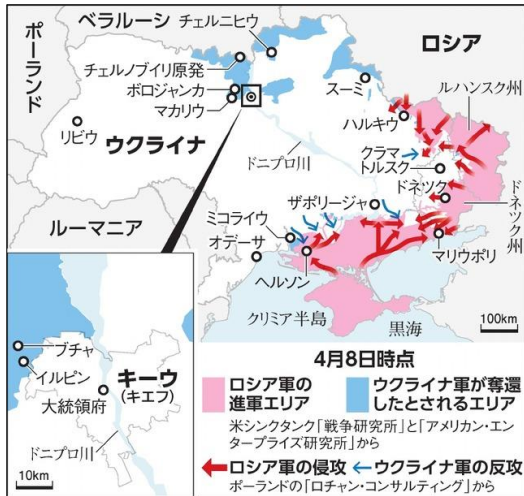 ベラルーシ
チェルニヒウ
ロシア
ポーランド
チェルノブイリ原発
ボロジャンカ
マカリウ
スーミ
ルハンスク州
ハルキウ
リビウ
ウクライナ
クラマ
トルスク
ドニプロ川
ドネツク
ザポリージャ
ドネツク州
ルーマニア
ミコライウ
オデーサ
マリウポリ
ヘルソン
クリミア半島
黒海
100km
ブチャ
イルピン
キーウ
(キエフ)
大統領府
ドニプロ川
10km
4月8日時点
ロシア軍の
進軍エリア
ウクライナ軍が奪還
したとされるエリア
米シンクタンク「戦争研究所」と「アメリカン・エン
タープライズ研究所」から
ロシア軍の侵攻
ウクライナ軍の反攻
ポーランドの「ロチャン・コンサルティング」から